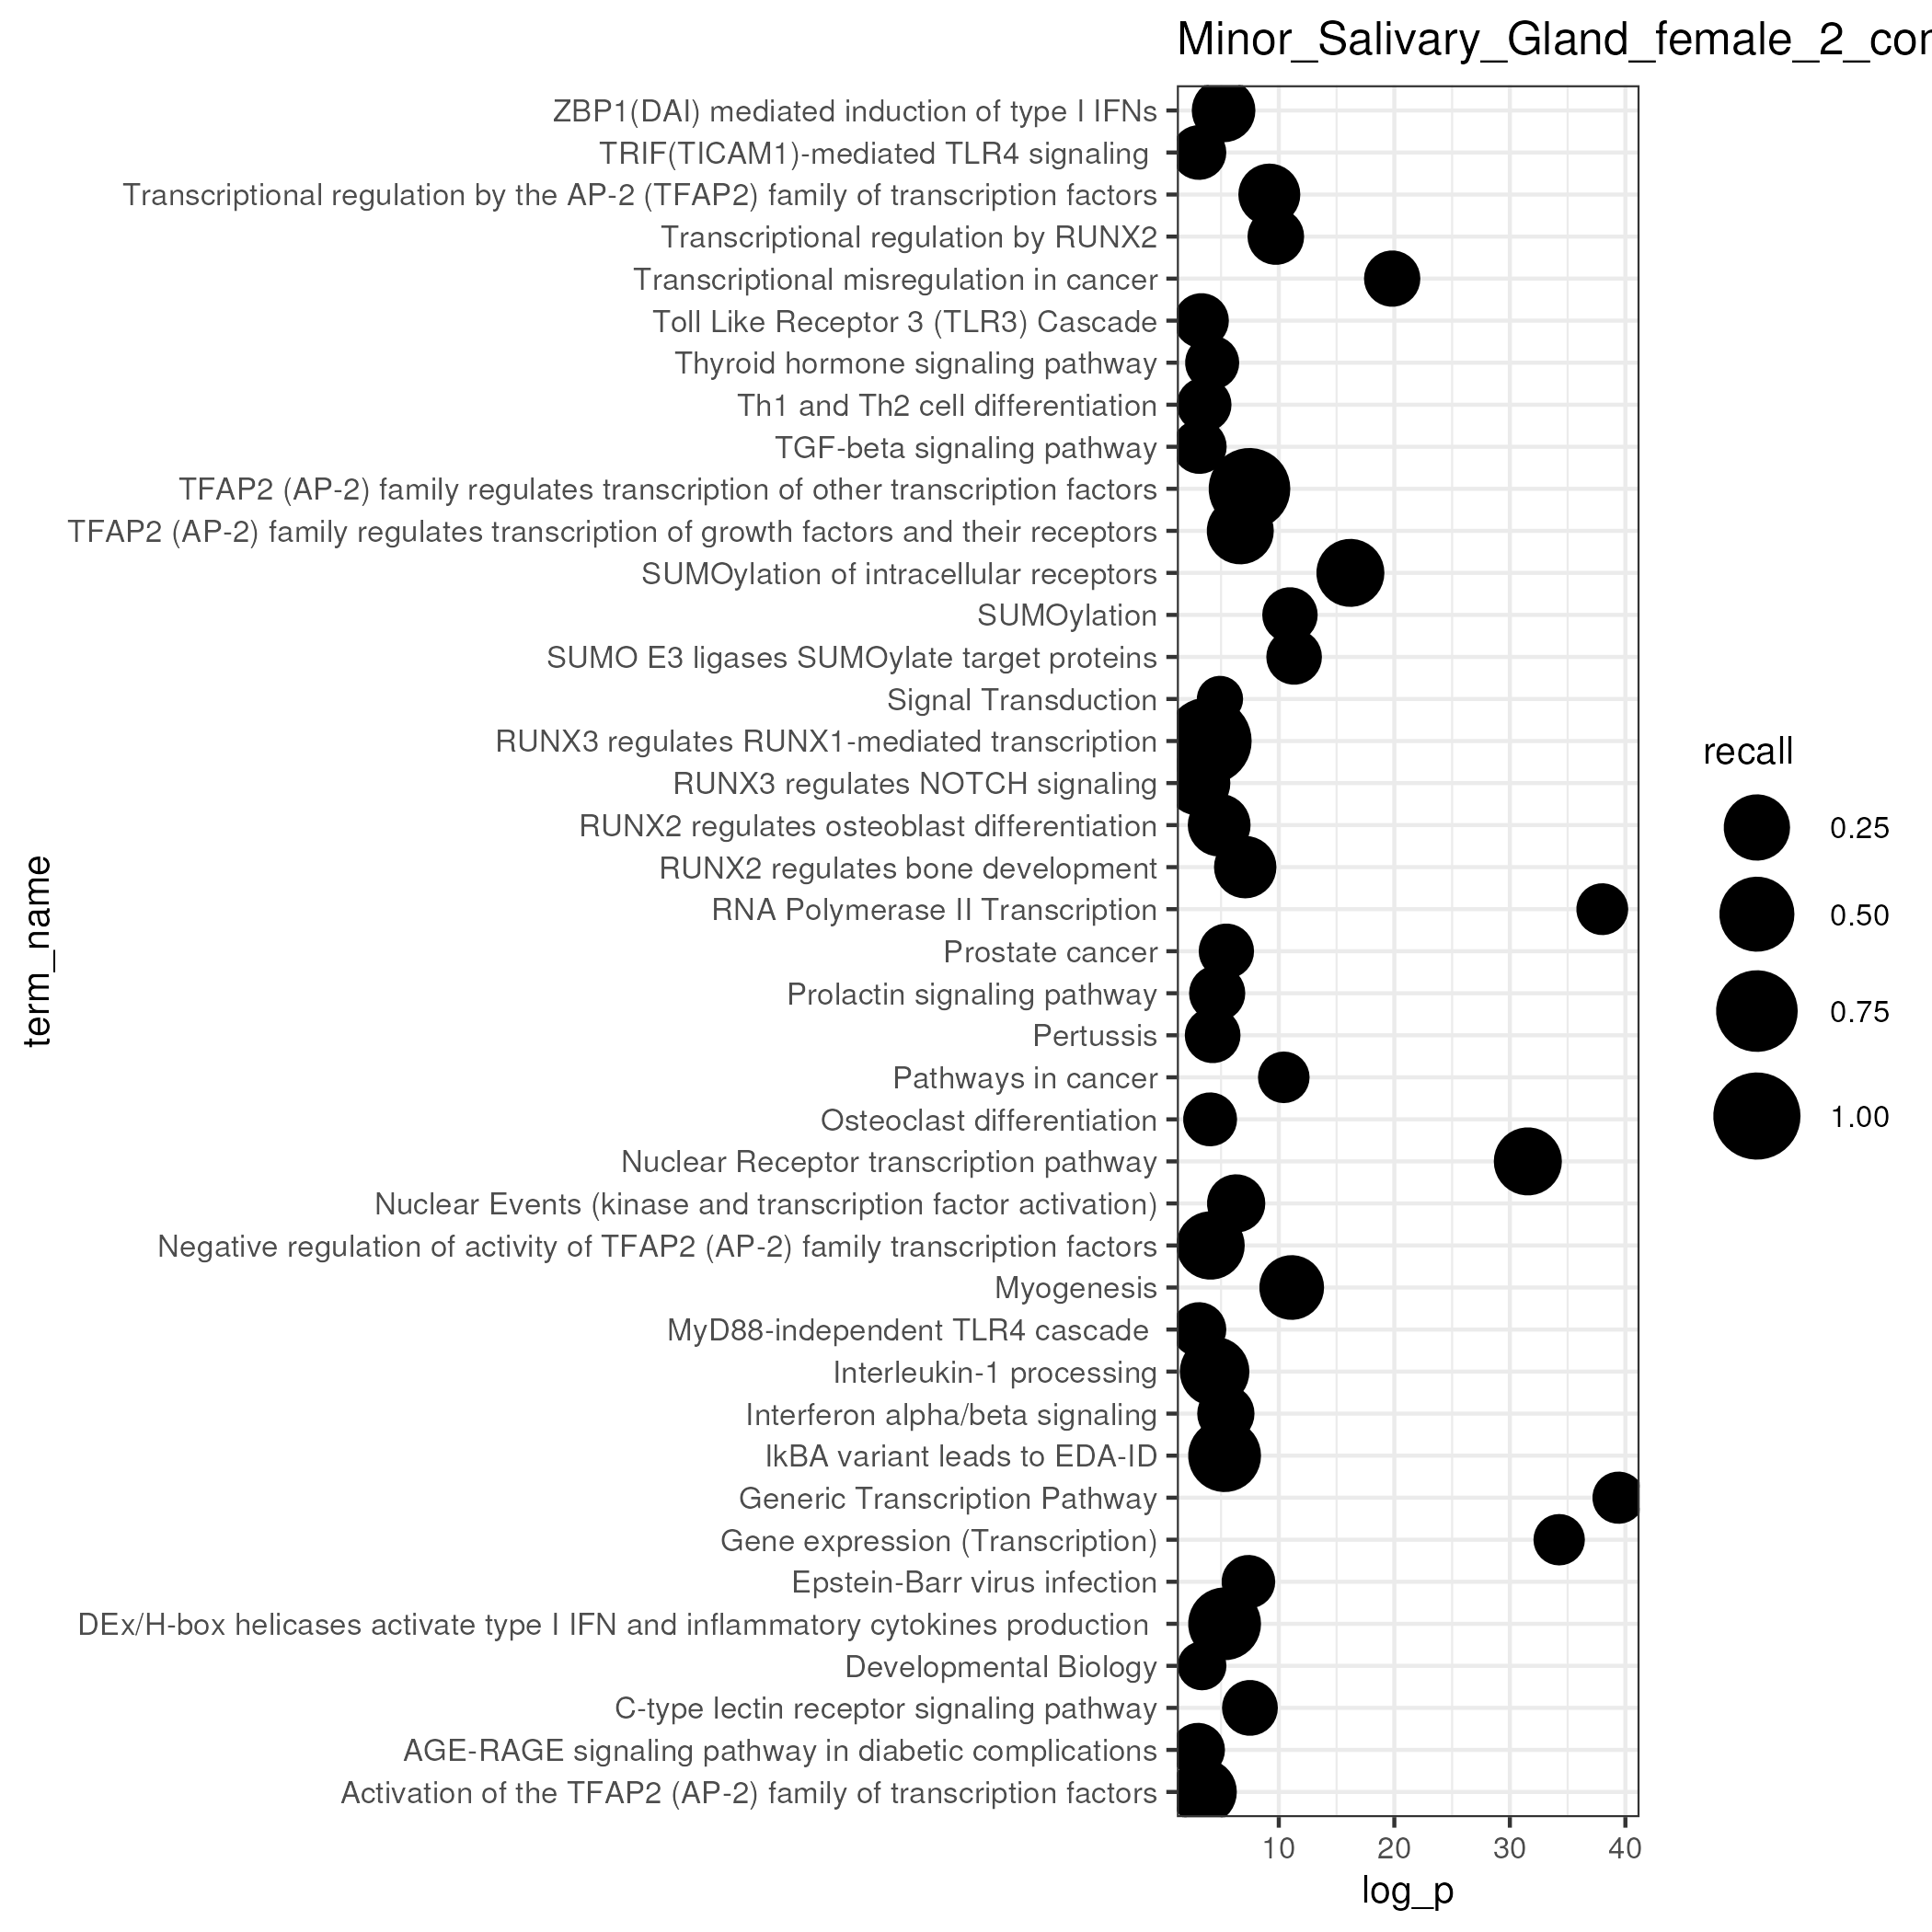 Minor_Salivary_Gland_female_2_cor
ZBP1(DAI) mediated induction of type I IFNs
TRIF(TICAM1)-mediated TLR4 signaling
Transcriptional regulation by the AP-2 (TFAP2) family of transcription factors
Transcriptional regulation by RUNX2
Transcriptional misregulation in cancer
Toll Like Receptor 3 (TLR3) Cascade
Thyroid hormone signaling pathway
Th1 and Th2 cell differentiation
TGF-beta signaling pathway
TFAP2 (AP-2) family regulates transcription of other transcription factors
TFAP2 (AP-2) family regulates transcription of growth factors and their receptors
SUMOylation of intracellular receptors
SUMOylation
SUMO E3 ligases SUMOylate target proteins
Signal Transduction
RUNX3 regulates RUNX1-mediated transcription
RUNX3 regulates NOTCH signaling
RUNX2 regulates osteoblast differentiation
RUNX2 regulates bone development
RNA Polymerase II Transcription
Prostate cancer
Prolactin signaling pathway
Pertussis
Pathways in cancer
Osteoclast differentiation
Nuclear Receptor transcription pathway
Nuclear Events (kinase and transcription factor activation)
Negative regulation of activity of TFAP2 (AP-2) family transcription factors
Myogenesis
MyD88-independent TLR4 cascade
Interleukin-1 processing
Interferon alpha/beta signaling
IkBA variant leads to EDA-ID
Generic Transcription Pathway
Gene expression (Transcription)
Epstein-Barr virus infection
DEx/H-box helicases activate type I IFN and inflammatory cytokines production
Developmental Biology
C-type lectin receptor signaling pathway
AGE-RAGE signaling pathway in diabetic complications
Activation of the TFAP2 (AP-2) family of transcription factors
term_name
10 20 30 40
log_p
recall
0.25
0.50
0.75
1.00